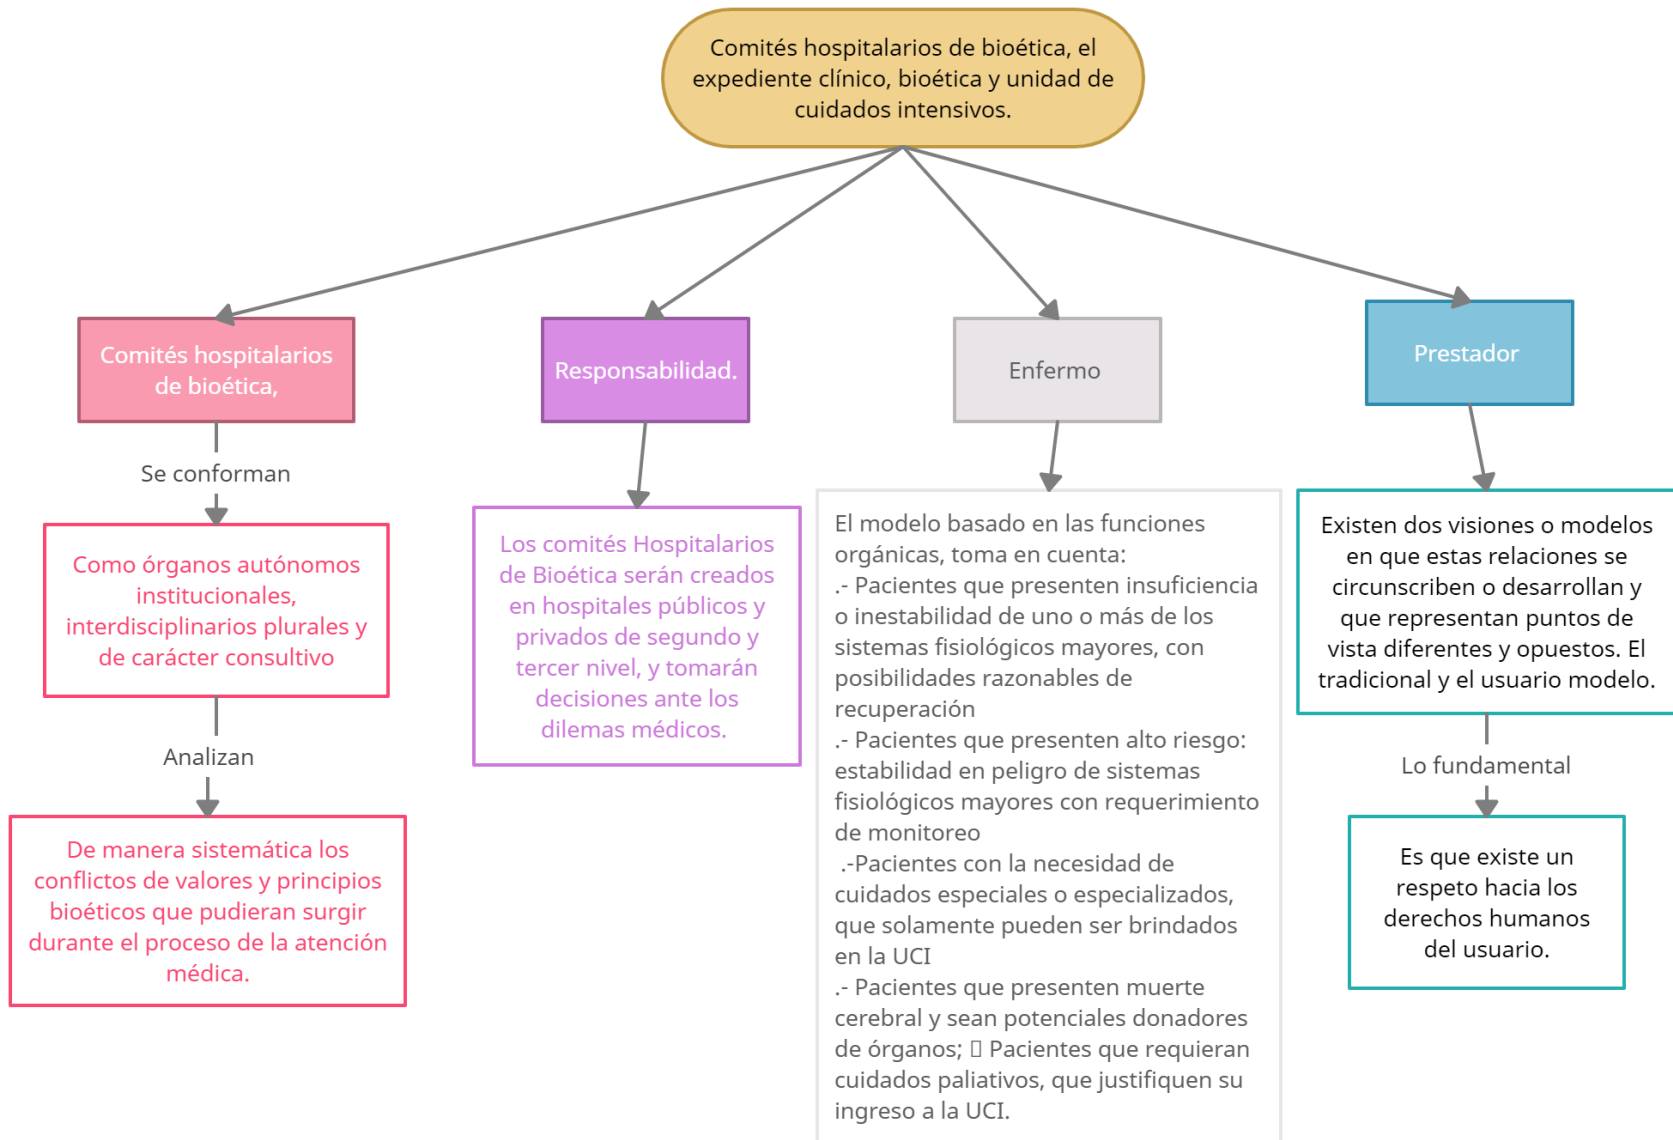 Comités hospitalarios de bioética, el
expediente clínico, bioética y unidad de
cuidados intensivos.
Comités hospitalarios
de bioética,
Se conforman
Como órganos autónomos
institucionales,
interdisciplinarios plurales y
de carácter consultivo
Analizan
De manera sistemática los
conflictos de valores y principios
bioéticos que pudieran surgir
durante el proceso de la atención
médica.
Responsabilidad.
Los comités Hospitalarios
de Bioética serán creados
en hospitales públicos y
privados de segundo y
tercer nivel, y tomarán
decisiones ante los
dilemas médicos.
Enfermo
El modelo basado en las funciones
orgánicas, toma en cuenta:
.- Pacientes que presenten insuficiencia
o inestabilidad de uno o más de los
sistemas fisiológicos mayores, con
posibilidades razonables de
recuperación
.- Pacientes que presenten alto riesgo:
estabilidad en peligro de sistemas
fisiológicos mayores con requerimiento
de monitoreo
.-Pacientes con la necesidad de
cuidados especiales o especializados,
que solamente pueden ser brindados
en la UCI
.- Pacientes que presenten muerte
cerebral y sean potenciales donadores
de órganos; ▯ Pacientes que requieran
cuidados paliativos, que justifiquen su
ingreso a la UCI.
Prestador
Existen dos visiones o modelos
en que estas relaciones se
circunscriben o desarrollan y
que representan puntos de
vista diferentes y opuestos. El
tradicional y el usuario modelo.
Lo fundamental
Es que existe un
respeto hacia los
derechos humanos
del usuario.